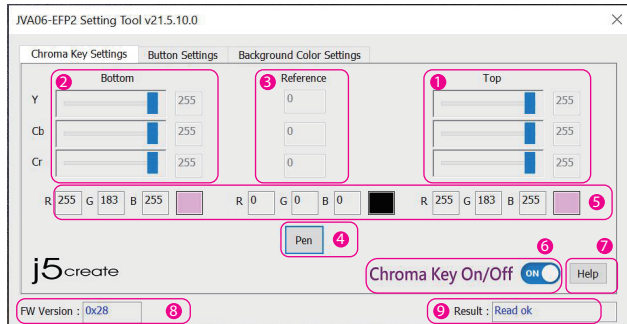 JVA06-EFP2 Setting Tool v21.5.10.0
Chroma Key Settings Button Settings Background Color Settings
2 Bottom 3 Reference 1 Top
Y 255 0 255
Cb 255 0 255
Cr 255 0 255
R 255 G 183 B 255 R 0 G 0 B 0 R 255 G 183 B 255 5
Pen 4
6 7
j5create Chroma Key On/Off ON Help
FW Version : 0x28 8 9 Result : Read ok